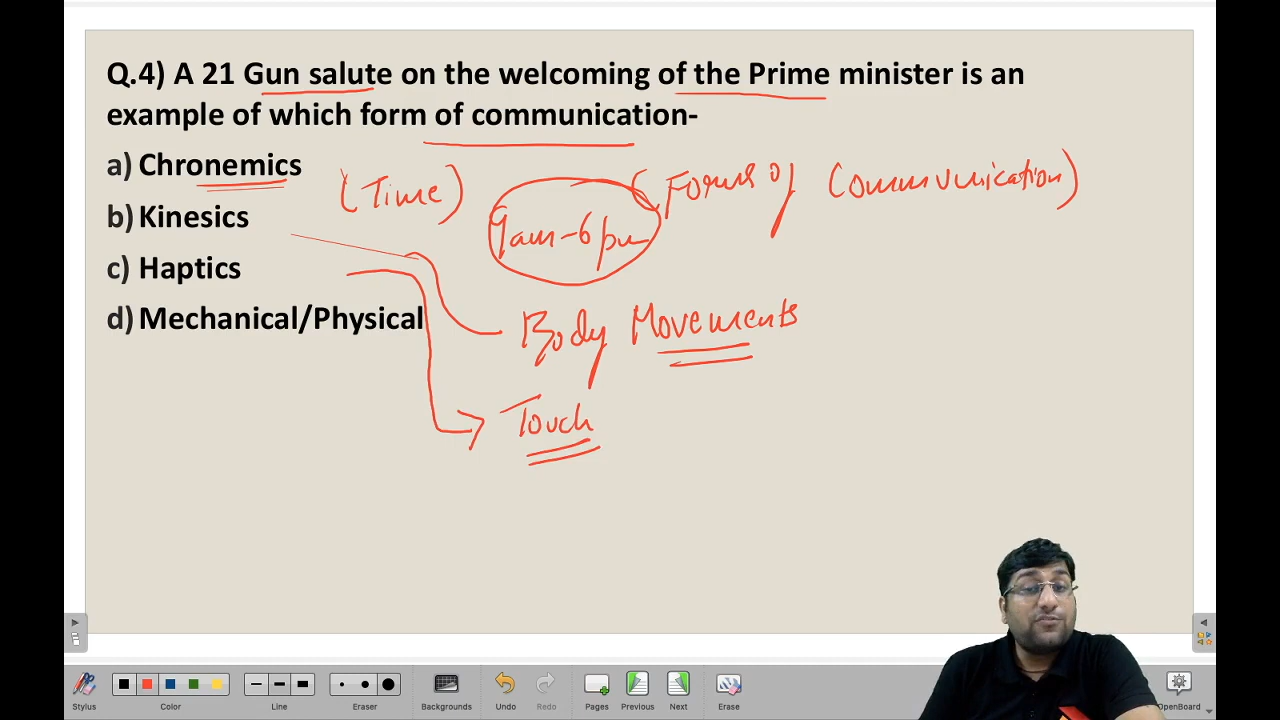 Q.4) A 21 Gun salute on the welcoming of the Prime minister is an
example of which form of communication-
a) Chronemics
(Time)
(Forms of Communication)
9am-6pm
b) Kinesics
c) Haptics
d) Mechanical/Physical
Body Movements
Touch
Stylus
Color
Line
Eraser
Backgrounds
Undo
Redo
Pages
Previous
Next
Erase
OpenBoard